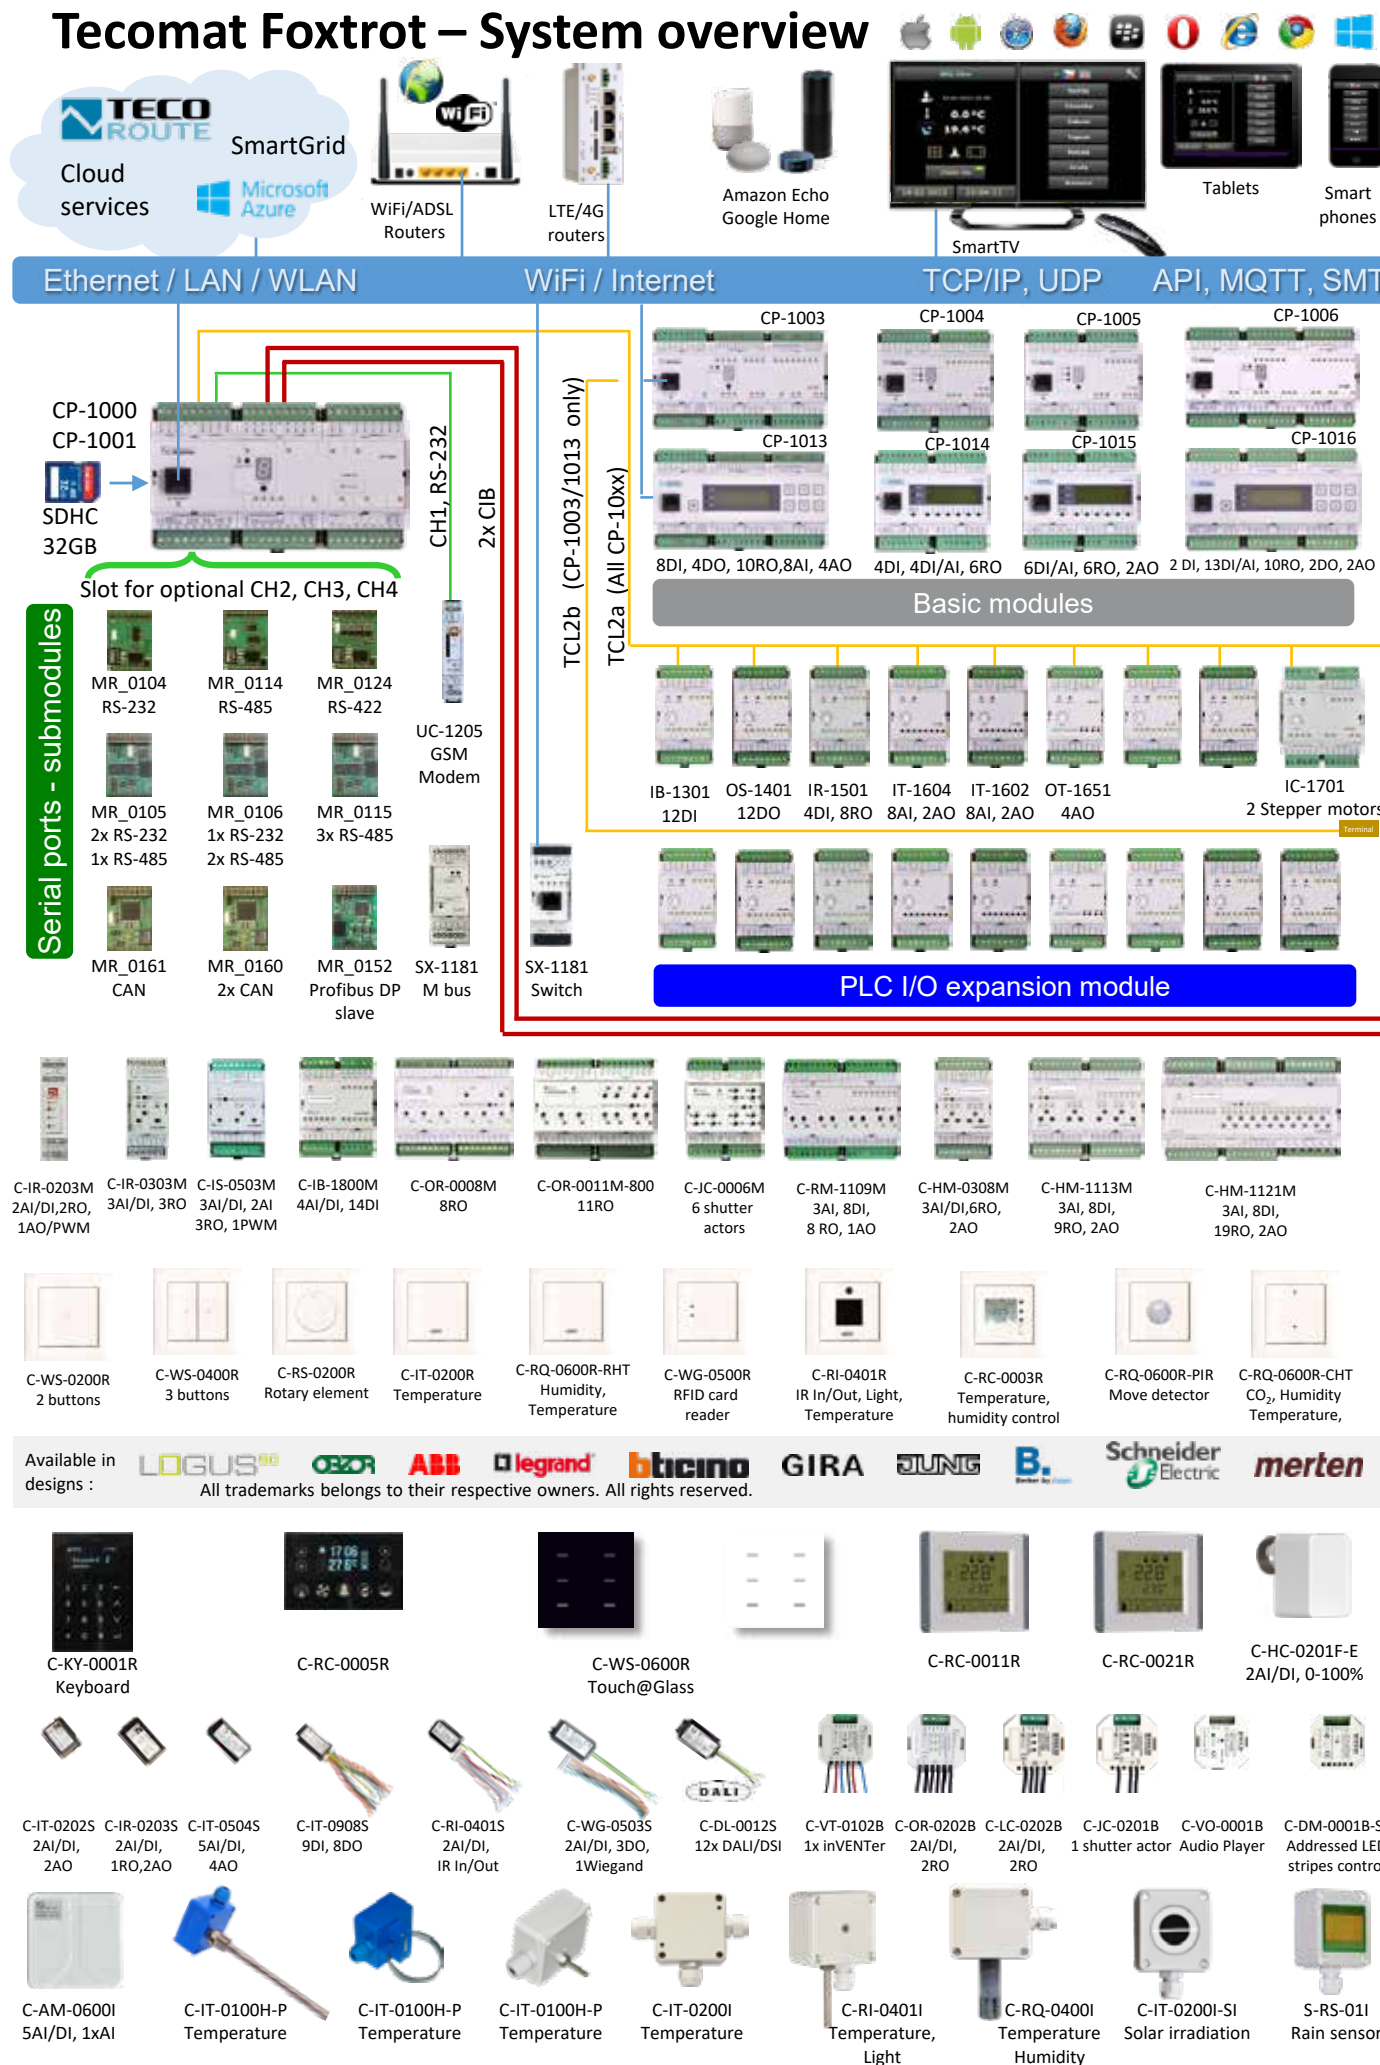 Tecomat Foxtrot – System overview
TECO
ROUTE
SmartGrid
Cloud
services
Microsoft
Azure
WiFi
WiFi/ADSL
Routers
LTE/4G
routers
Amazon Echo
Google Home
0.0°C
19.6°C
SmartTV
Tablets
Smart
phones
Ethernet / LAN / WLAN
WiFi / Internet
TCP/IP, UDP
API, MQTT, SMT
CP-1003
CP-1004
CP-1005
CP-1006
CP-1000
CP-1001
SDHC
32GB
CH1, RS-232
2x CIB
TCL2b (CP-1003/1013 only)
TCL2a (All CP-10xx)
CP-1013
CP-1014
CP-1015
CP-1016
8DI, 4DO, 10RO,8AI, 4AO
4DI, 4DI/AI, 6RO
6DI/AI, 6RO, 2AO
2 DI, 13DI/AI, 10RO, 2DO, 2AO
Basic modules
Slot for optional CH2, CH3, CH4
Serial ports - submodules
MR_0104
RS-232
MR_0114
RS-485
MR_0124
RS-422
UC-1205
GSM
Modem
MR_0105
2x RS-232
1x RS-485
MR_0106
1x RS-232
2x RS-485
MR_0115
3x RS-485
IB-1301
12DI
OS-1401
12DO
IR-1501
4DI, 8RO
IT-1604
8AI, 2AO
IT-1602
8AI, 2AO
OT-1651
4AO
IC-1701
2 Stepper motors
Terminal
MR_0161
CAN
MR_0160
2x CAN
MR_0152
Profibus DP
slave
SX-1181
M bus
SX-1181
Switch
PLC I/O expansion module
C-IR-0203M
2AI/DI,2RO,
1AO/PWM
C-IR-0303M
3AI/DI, 3RO
C-IS-0503M
3AI/DI, 2AI
3RO, 1PWM
C-IB-1800M
4AI/DI, 14DI
C-OR-0008M
8RO
C-OR-0011M-800
11RO
C-JC-0006M
6 shutter
actors
C-RM-1109M
3AI, 8DI,
8 RO, 1AO
C-HM-0308M
3AI/DI,6RO,
2AO
C-HM-1113M
3AI, 8DI,
9RO, 2AO
C-HM-1121M
3AI, 8DI,
19RO, 2AO
C-WS-0200R
2 buttons
C-WS-0400R
3 buttons
C-RS-0200R
Rotary element
C-IT-0200R
Temperature
C-RQ-0600R-RHT
Humidity,
Temperature
C-WG-0500R
RFID card
reader
C-RI-0401R
IR In/Out, Light,
Temperature
C-RC-0003R
Temperature,
humidity control
C-RQ-0600R-PIR
Move detector
C-RQ-0600R-CHT
CO2, Humidity
Temperature,
Available in
designs :
LOGUS90
OBZOR
ABB
legrand
bticino
GIRA
JUNG
B.
Schneider
Electric
merten
All trademarks belongs to their respective owners. All rights reserved.
17:06
27.6°C
C-KY-0001R
Keyboard
C-RC-0005R
C-WS-0600R
Touch@Glass
C-RC-0011R
C-RC-0021R
C-HC-0201F-E
2AI/DI, 0-100%
DALI
C-IT-0202S
2AI/DI,
2AO
C-IR-0203S
2AI/DI,
1RO,2AO
C-IT-0504S
5AI/DI,
4AO
C-IT-0908S
9DI, 8DO
C-RI-0401S
2AI/DI,
IR In/Out
C-WG-0503S
2AI/DI, 3DO,
1Wiegand
C-DL-0012S
12x DALI/DSI
C-VT-0102B
1x inVENTer
C-OR-0202B
2AI/DI,
2RO
C-LC-0202B
2AI/DI,
2RO
C-JC-0201B
1 shutter actor
C-VO-0001B
Audio Player
C-DM-0001B-S
Addressed LED
stripes contro
C-AM-0600I
5AI/DI, 1xAI
C-IT-0100H-P
Temperature
C-IT-0100H-P
Temperature
C-IT-0100H-P
Temperature
C-IT-0200I
Temperature
C-RI-0401I
Temperature,
Light
C-RQ-0400I
Temperature
Humidity
C-IT-0200I-SI
Solar irradiation
S-RS-01I
Rain sensor